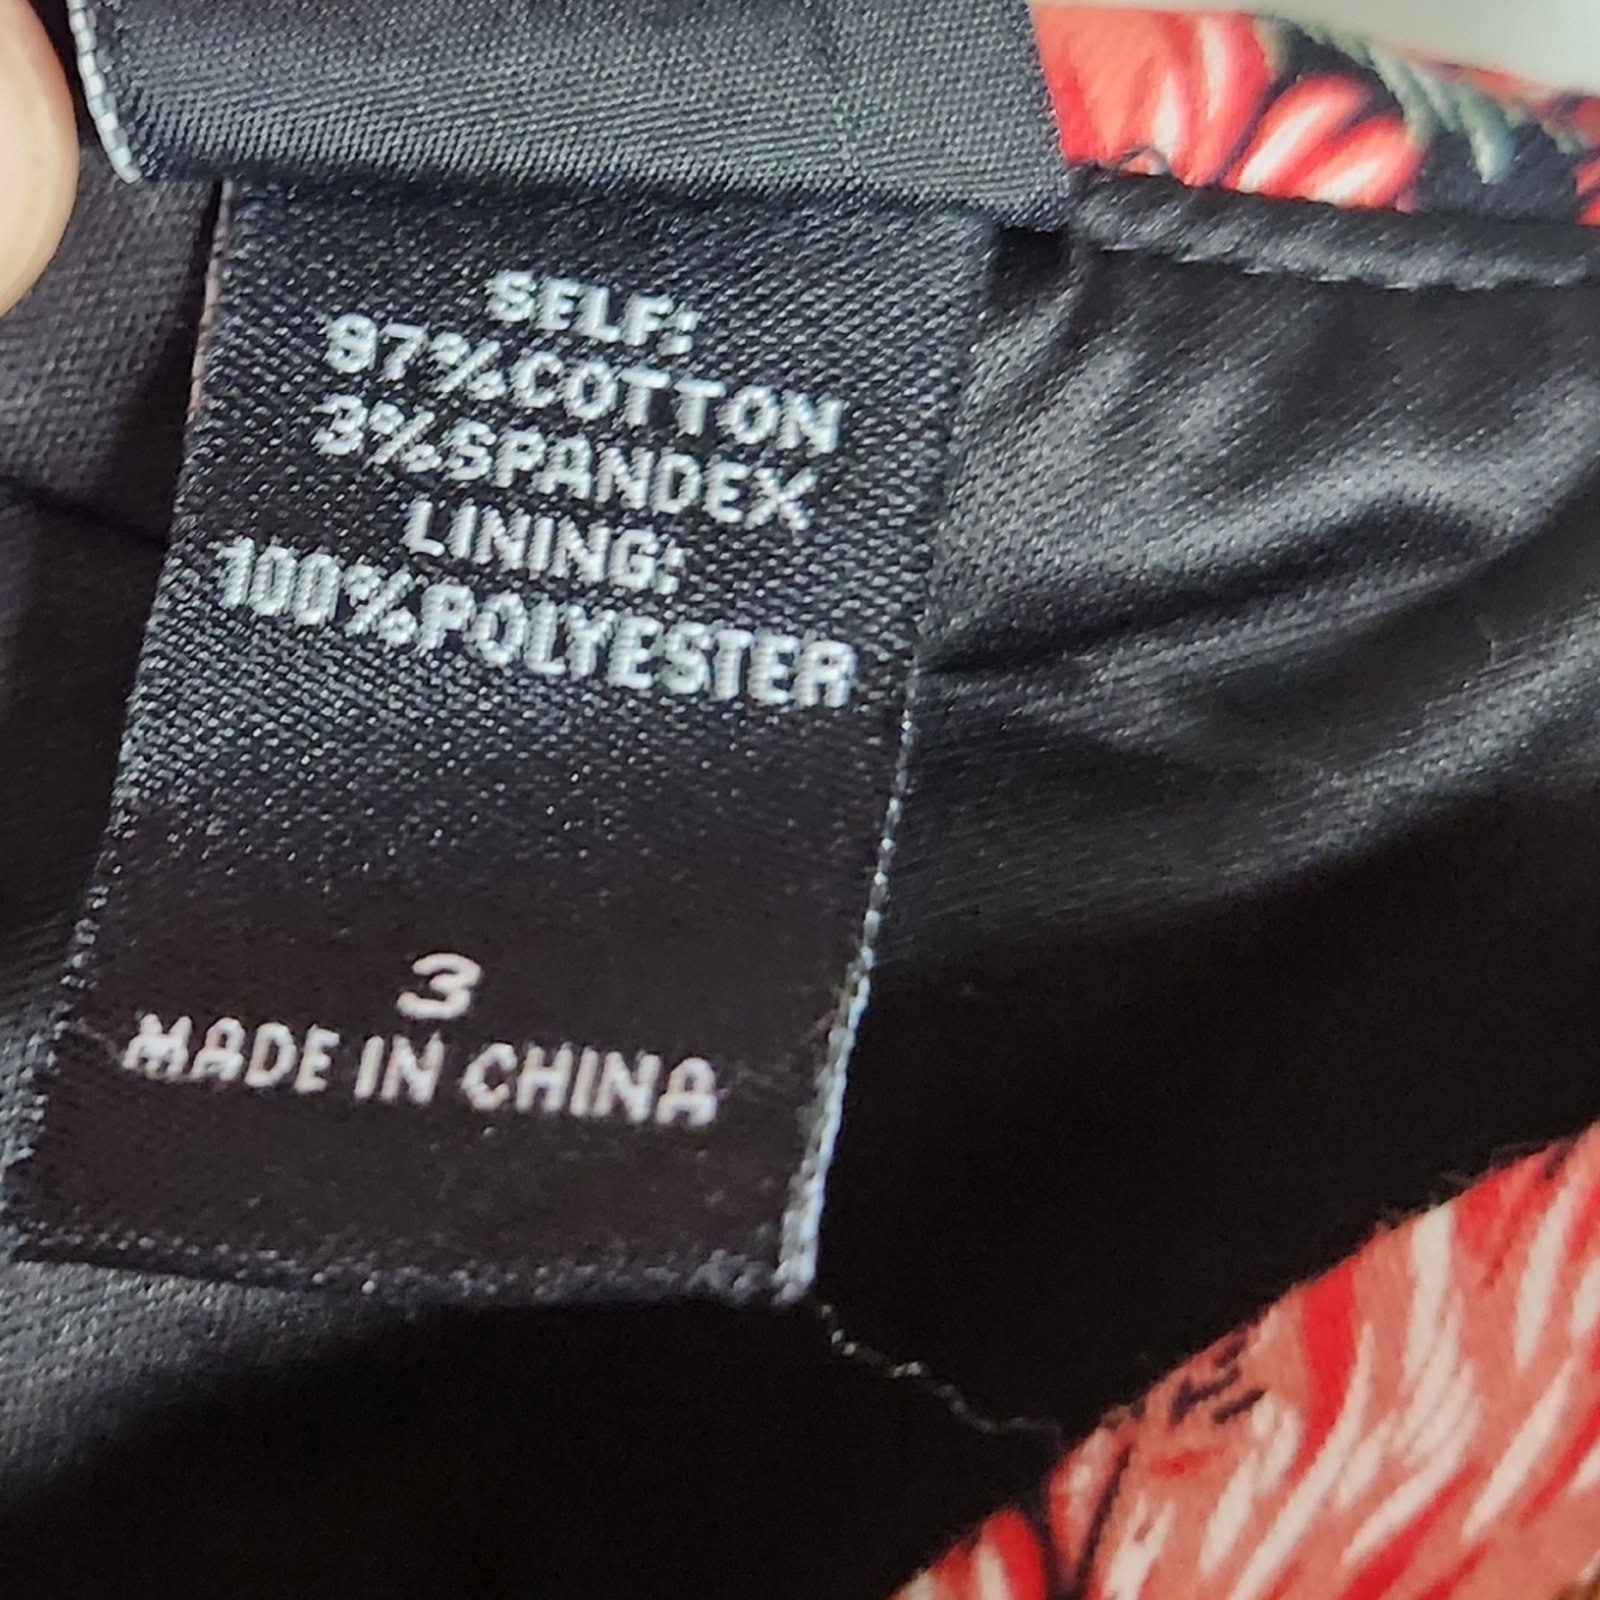 SELF:
97%COTTON
3%SPANDEX
LINING:
100%POLYESTER
3
MADE IN CHINA